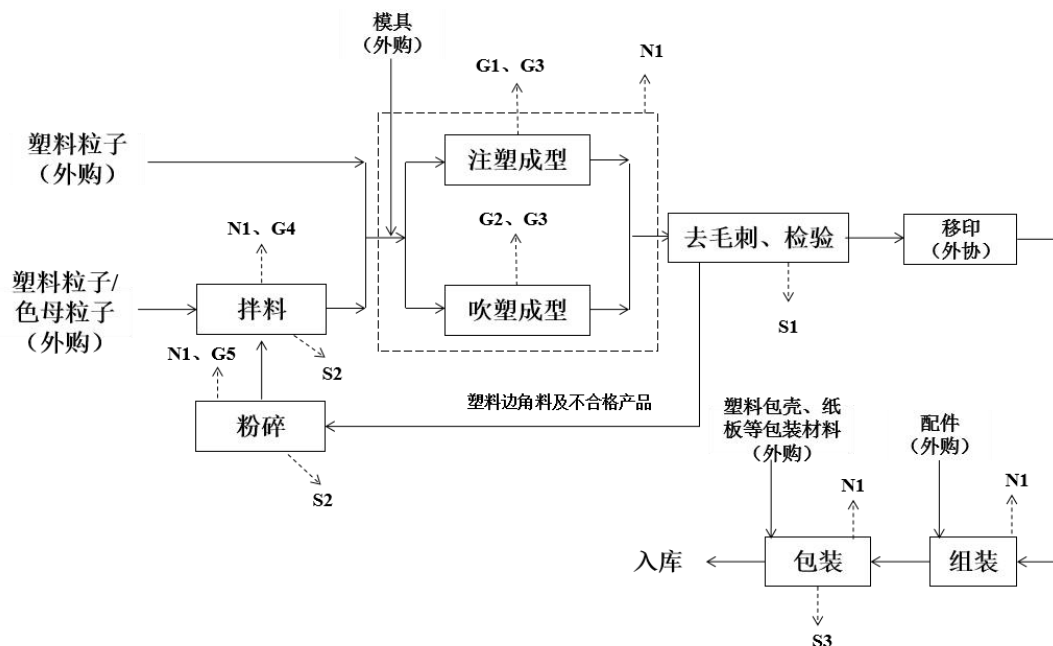 模具
（外购）
G1、G3
N1
塑料粒子
（外购）
注塑成型
N1、G4
G2、G3
去毛刺、检验
移印
（外协）
塑料粒子/
色母粒子
（外购）
拌料
吹塑成型
S1
N1、G5
S2
塑料边角料及不合格产品
粉碎
塑料包壳、纸
板等包装材料
（外购）
配件
（外购）
S2
N1
N1
入库
包装
组装
S3